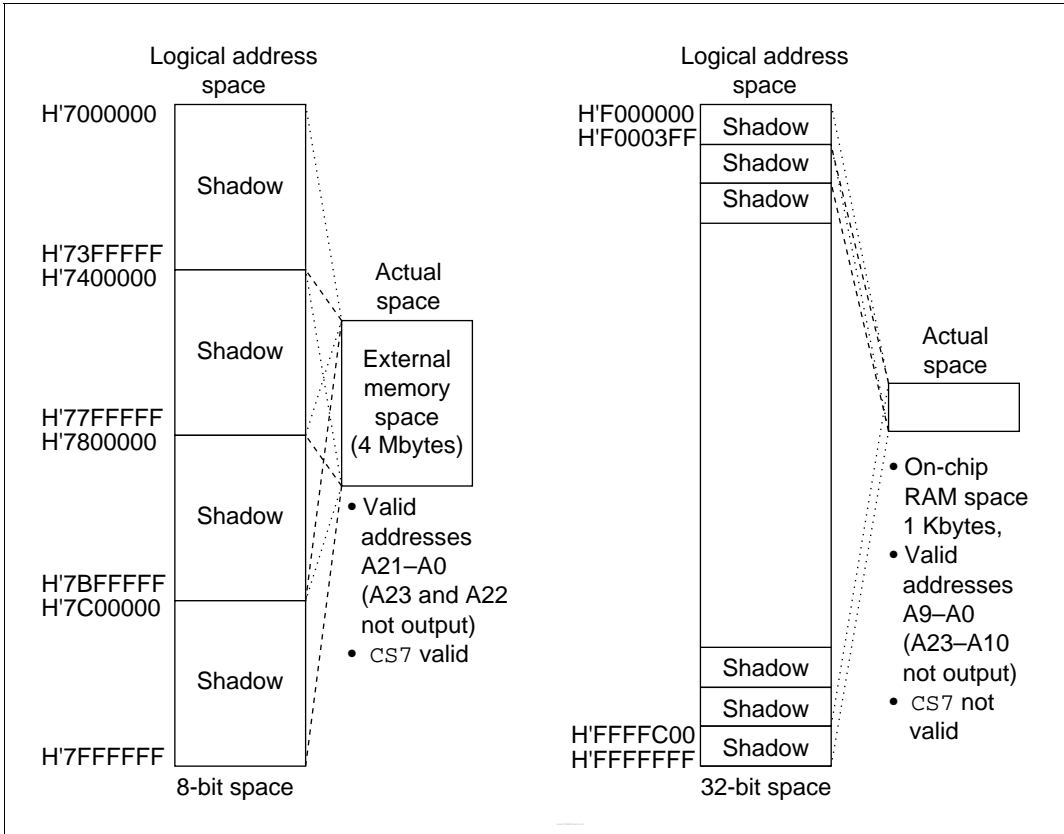 Logical address
space
H'7000000
Shadow
H'73FFFFF
H'7400000
Shadow
H'77FFFFF
H'7800000
Shadow
H'7BFFFFF
H'7C00000
Shadow
H'7FFFFFF
8-bit space
Actual
space
External
memory
space
(4 Mbytes)
• Valid
addresses
A21–A0
(A23 and A22
not output)
• CS7 valid
Logical address
space
H'F000000
H'F0003FF
Shadow
Shadow
Shadow
Shadow
Shadow
H'FFFFC00
H'FFFFFFF
Shadow
32-bit space
Actual
space
• On-chip
RAM space
1 Kbytes,
• Valid
addresses
A9–A0
(A23–A10
not output)
• CS7 not
valid